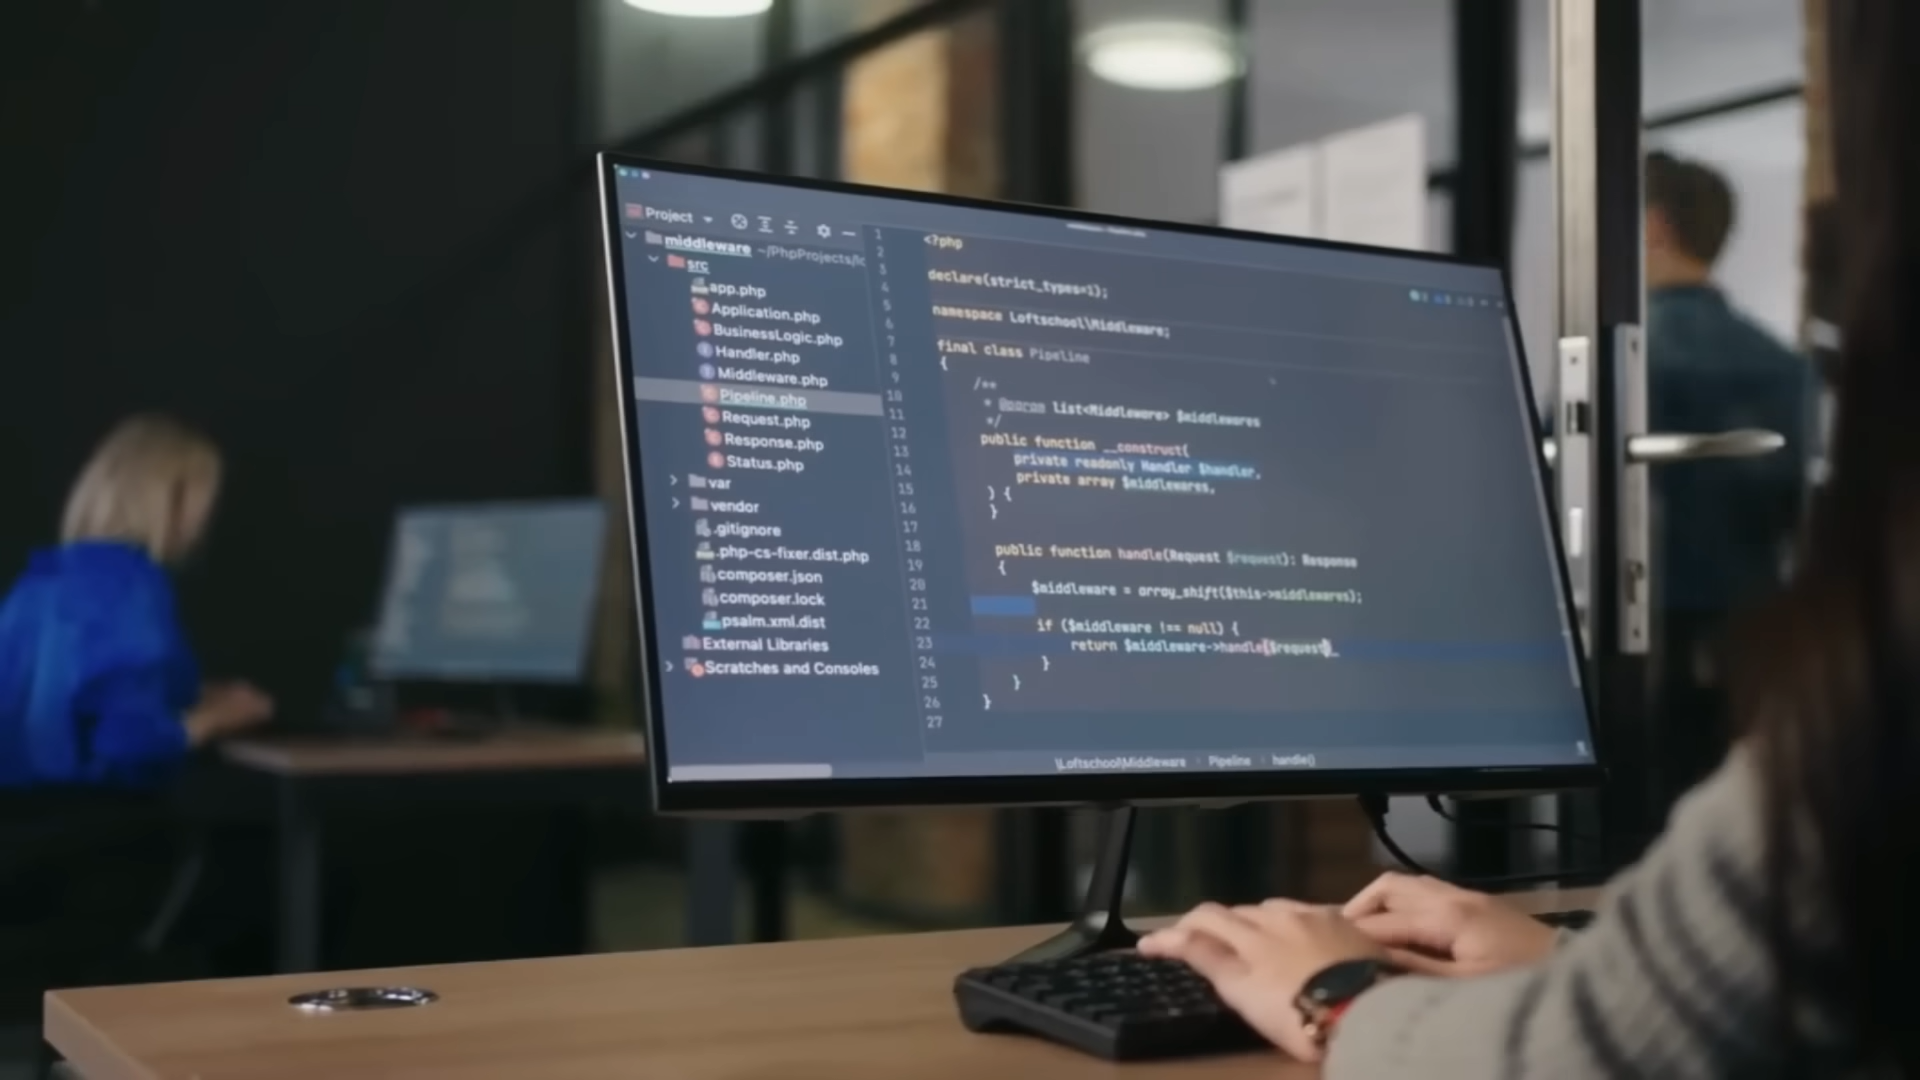 Project
middleware ~/PhpProjects/lo
src
app.php
Application.php
BusinessLogic.php
Handler.php
Middleware.php
Pipeline.php
Request.php
Response.php
Status.php
var
vendor
.gitignore
.php-cs-fixer.dist.php
composer.json
composer.lock
psalm.xml.dist
External Libraries
Scratches and Consoles
1 <?php
2
3 declare(strict_types=1);
4
5 namespace Loftschool\Middleware;
6
7 final class Pipeline
8 {
9 /**
10 * @param list<Middleware> $middlewares
11 */
12 public function __construct(
13 private readonly Handler $handler,
14 private array $middlewares,
15 ) {
16 }
17
18 public function handle(Request $request): Response
19 {
20 $middleware = array_shift($this->middlewares);
21
22 if ($middleware !== null) {
23 return $middleware->handle($request)
24 }
25 }
26 }
27
\Loftschool\Middleware Pipeline handle()